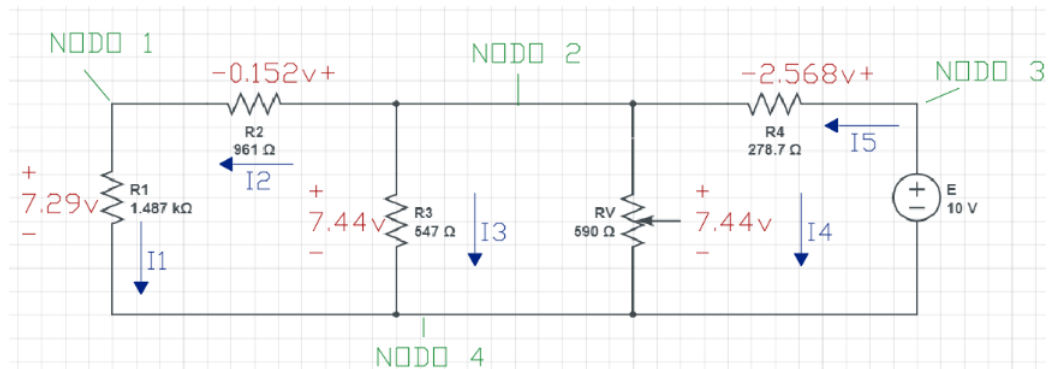 NODO 1
-0.152v+
NODO 2
-2.568v+
NODO 3
R2
961 Ω
I2
R4
278.7 Ω
I5
+
7.29v
-
R1
1.487 kΩ
I1
+
7.44v
-
R3
547 Ω
I3
RV
590 Ω
+
7.44v
-
I4
+
-
E
10 V
NODO 4